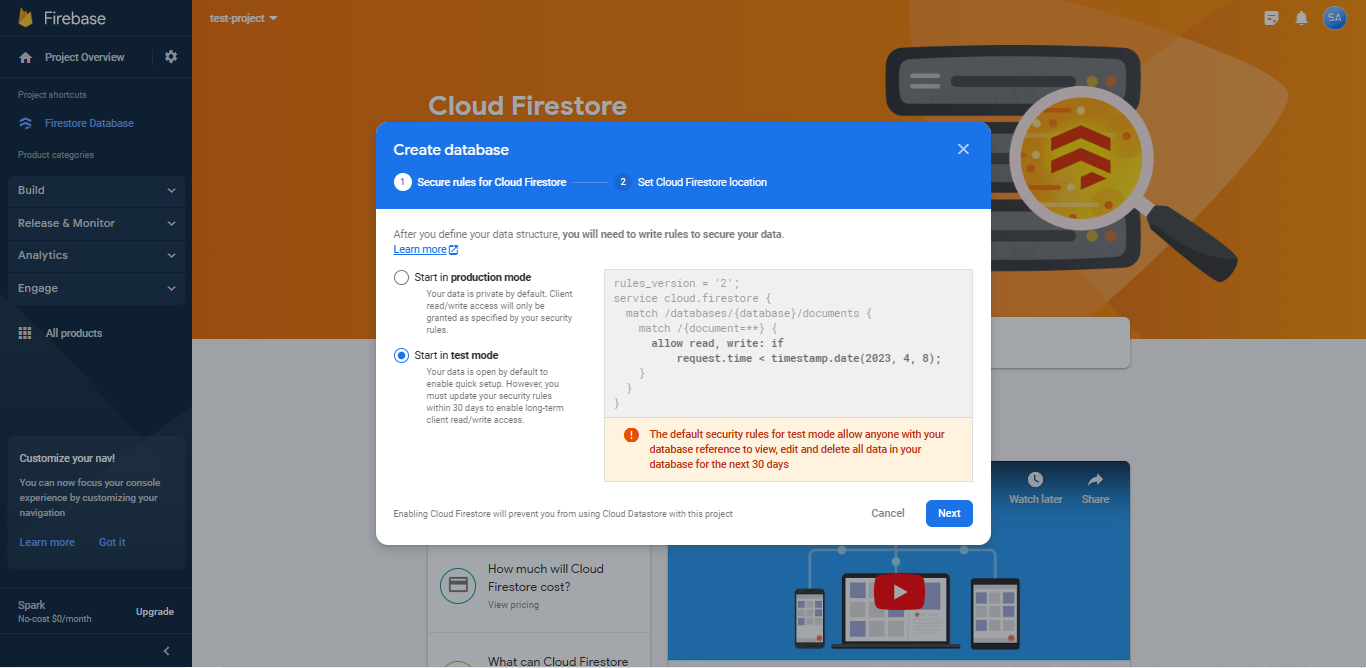 Firebase
test-project
SA
Project Overview
Project shortcuts
Firestore Database
Product categories
Build
Release & Monitor
Analytics
Engage
All products
Customize your nav!
You can now focus your console
experience by customizing your
navigation
Learn more Got it
Spark
No-cost $0/month
Upgrade
Cloud Firestore
Create database
1 Secure rules for Cloud Firestore 2 Set Cloud Firestore location
After you define your data structure, you will need to write rules to secure your data.
Learn more
Start in production mode
Your data is private by default. Client
read/write access will only be
granted as specified by your security
rules.
Start in test mode
Your data is open by default to
enable quick setup. However, you
must update your security rules
within 30 days to enable long-term
client read/write access.
rules_version = '2';
service cloud.firestore {
match /databases/{database}/documents {
match /{document=**} {
allow read, write: if
request.time < timestamp.date(2023, 4, 8);
}
}
}
! The default security rules for test mode allow anyone with your
database reference to view, edit and delete all data in your
database for the next 30 days
Enabling Cloud Firestore will prevent you from using Cloud Datastore with this project
Cancel Next
Watch later Share
How much will Cloud
Firestore cost?
View pricing
What can Cloud Firestore